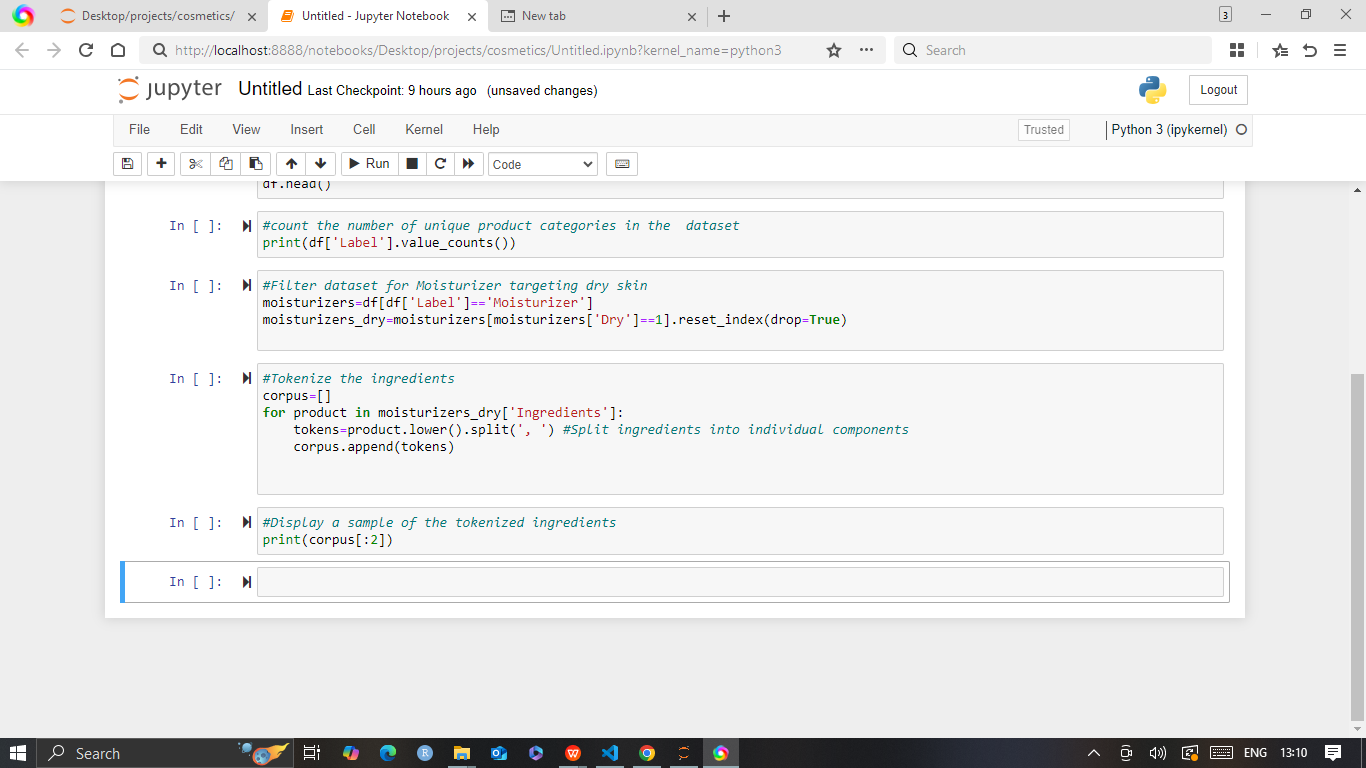 Desktop/projects/cosmetics/
Untitled - Jupyter Notebook
New tab
3
http://localhost:8888/notebooks/Desktop/projects/cosmetics/Untitled.ipynb?kernel_name=python3
Search
jupyter Untitled Last Checkpoint: 9 hours ago (unsaved changes)
Logout
File Edit View Insert Cell Kernel Help
Trusted
Python 3 (ipykernel)
Run
Code
df.head()
In [ ]:
#count the number of unique product categories in the  dataset
print(df['Label'].value_counts())
In [ ]:
#Filter dataset for Moisturizer targeting dry skin
moisturizers=df[df['Label']=='Moisturizer']
moisturizers_dry=moisturizers[moisturizers['Dry']==1].reset_index(drop=True)
In [ ]:
#Tokenize the ingredients
corpus=[]
for product in moisturizers_dry['Ingredients']:
    tokens=product.lower().split(', ') #Split ingredients into individual components
    corpus.append(tokens)
In [ ]:
#Display a sample of the tokenized ingredients
print(corpus[:2])
In [ ]:
Search
ENG
13:10